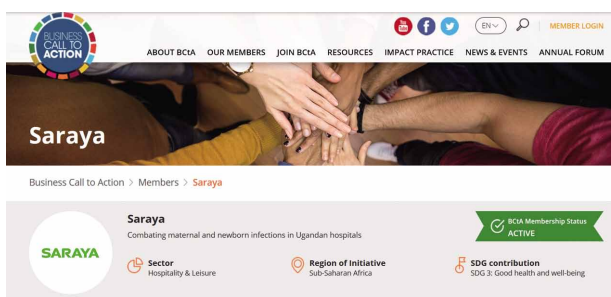 BUSINESS
CALL TO
ACTION
You
Tube
EN
MEMBER LOGIN
ABOUT BCtA OUR MEMBERS JOIN BCtA RESOURCES IMPACT PRACTICE NEWS & EVENTS ANNUAL FORUM
Saraya
Business Call to Action > Members > Saraya
SARAYA
Saraya
Combating maternal and newborn infections in Ugandan hospitals
BCtA Membership Status
ACTIVE
Sector
Hospitality & Leisure
Region of Initiative
Sub-Saharan Africa
SDG contribution
SDG 3: Good health and well-being